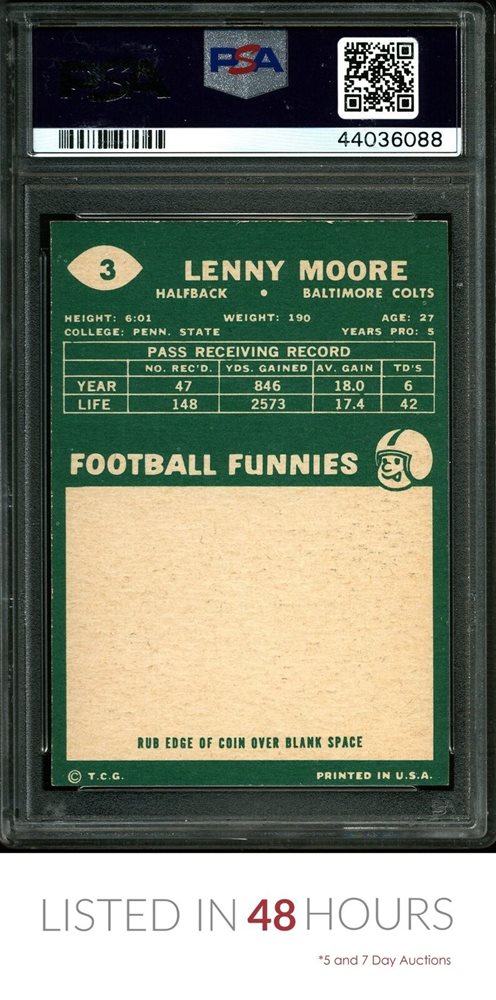 PSA
PSA
44036088
3
LENNY MOORE
HALFBACK • BALTIMORE COLTS
HEIGHT: 6:01 WEIGHT: 190 AGE: 27
COLLEGE: PENN. STATE YEARS PRO: 5
PASS RECEIVING RECORD
NO. REC'D. YDS. GAINED AV. GAIN TD'S
YEAR 47 846 18.0 6
LIFE 148 2573 17.4 42
FOOTBALL FUNNIES
RUB EDGE OF COIN OVER BLANK SPACE
© T.C.G. PRINTED IN U.S.A.
LISTED IN 48 HOURS
*5 and 7 Day Auctions